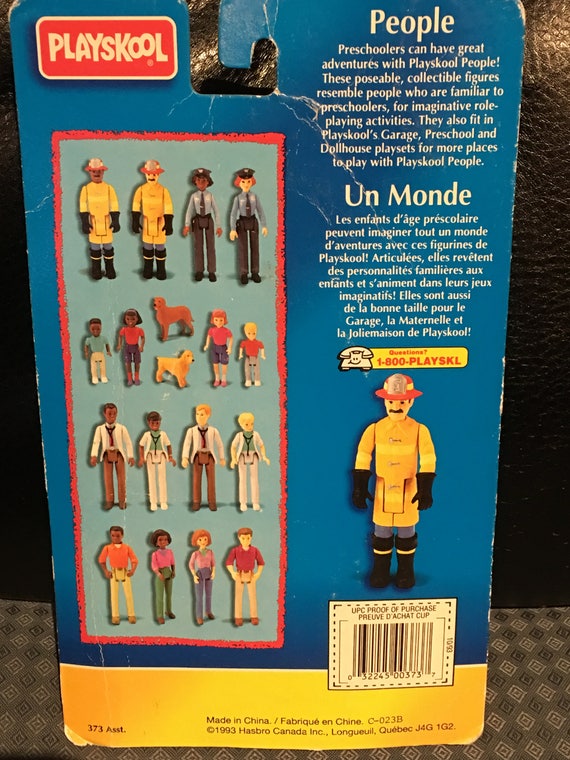 PLAYSKOOL®
People
Preschoolers can have great
adventures with Playskool People!
These poseable, collectible figures
resemble people who are familiar to
preschoolers, for imaginative role-
playing activities. They also fit in
Playskool's Garage, Preschool and
Dollhouse playsets for more places
to play with Playskool People.
Un Monde
Les enfants d'âge préscolaire
peuvent imaginer tout un monde
d'aventures avec ces figurines de
Playskool! Articulées, elles revêtent
des personnalités familières aux
enfants et s'animent dans leurs jeux
imaginatifs! Elles sont aussi
de la bonne taille pour le
Garage, la Maternelle et
la Joliemaison de Playskool!
Questions?
1-800-PLAYSKL
UPC PROOF OF PURCHASE
PREUVE D'ACHAT CUP
10/93
0 32245 00373 7
373 Asst.
Made in China. / Fabriqué en Chine. C-023B
©1993 Hasbro Canada Inc., Longueuil, Québec J4G 1G2.